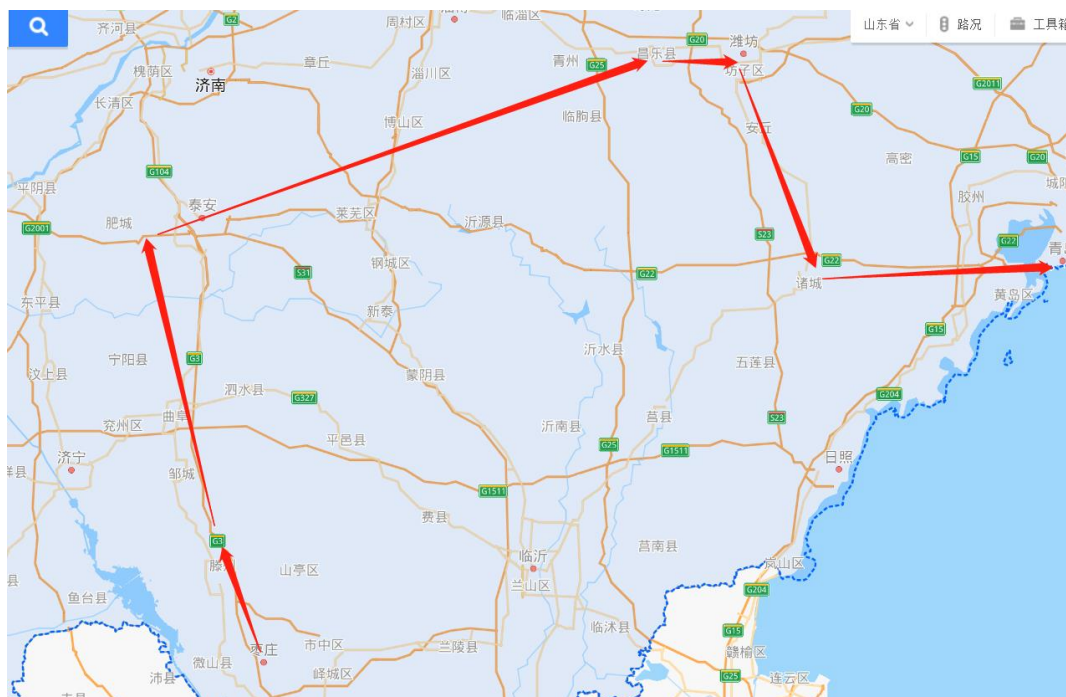 山东省
路况
工具箱
齐河县
G2
周村区
临淄区
G20
潍坊
昌乐县
青州
G25
坊子区
槐荫区
章丘
淄川区
济南
长清区
G2011
临朐县
G20
博山区
安丘
高密
G15
G20
G104
平阴县
胶州
泰安
肥城
莱芜区
沂源县
G2001
S23
G22
钢城区
G22
G22
S31
诸城
黄岛区
东平县
新泰
G15
宁阳县
G3
沂水县
五莲县
汶上县
蒙阴县
泗水县
G327
G204
曲阜
莒县
S23
兖州区
沂南县
平邑县
G25
G1511
济宁
日照
邹城
G1511
费县
G3
莒南县
临沂
岚山区
山亭区
兰山区
G204
鱼台县
临沭县
G15
枣庄
市中区
兰陵县
赣榆区
微山县
峄城区
沛县
G25
连云区